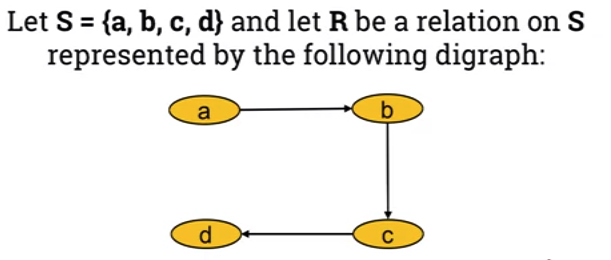 Let S = {a, b, c, d} and let R be a relation on S
represented by the following digraph:
a
b
d
c